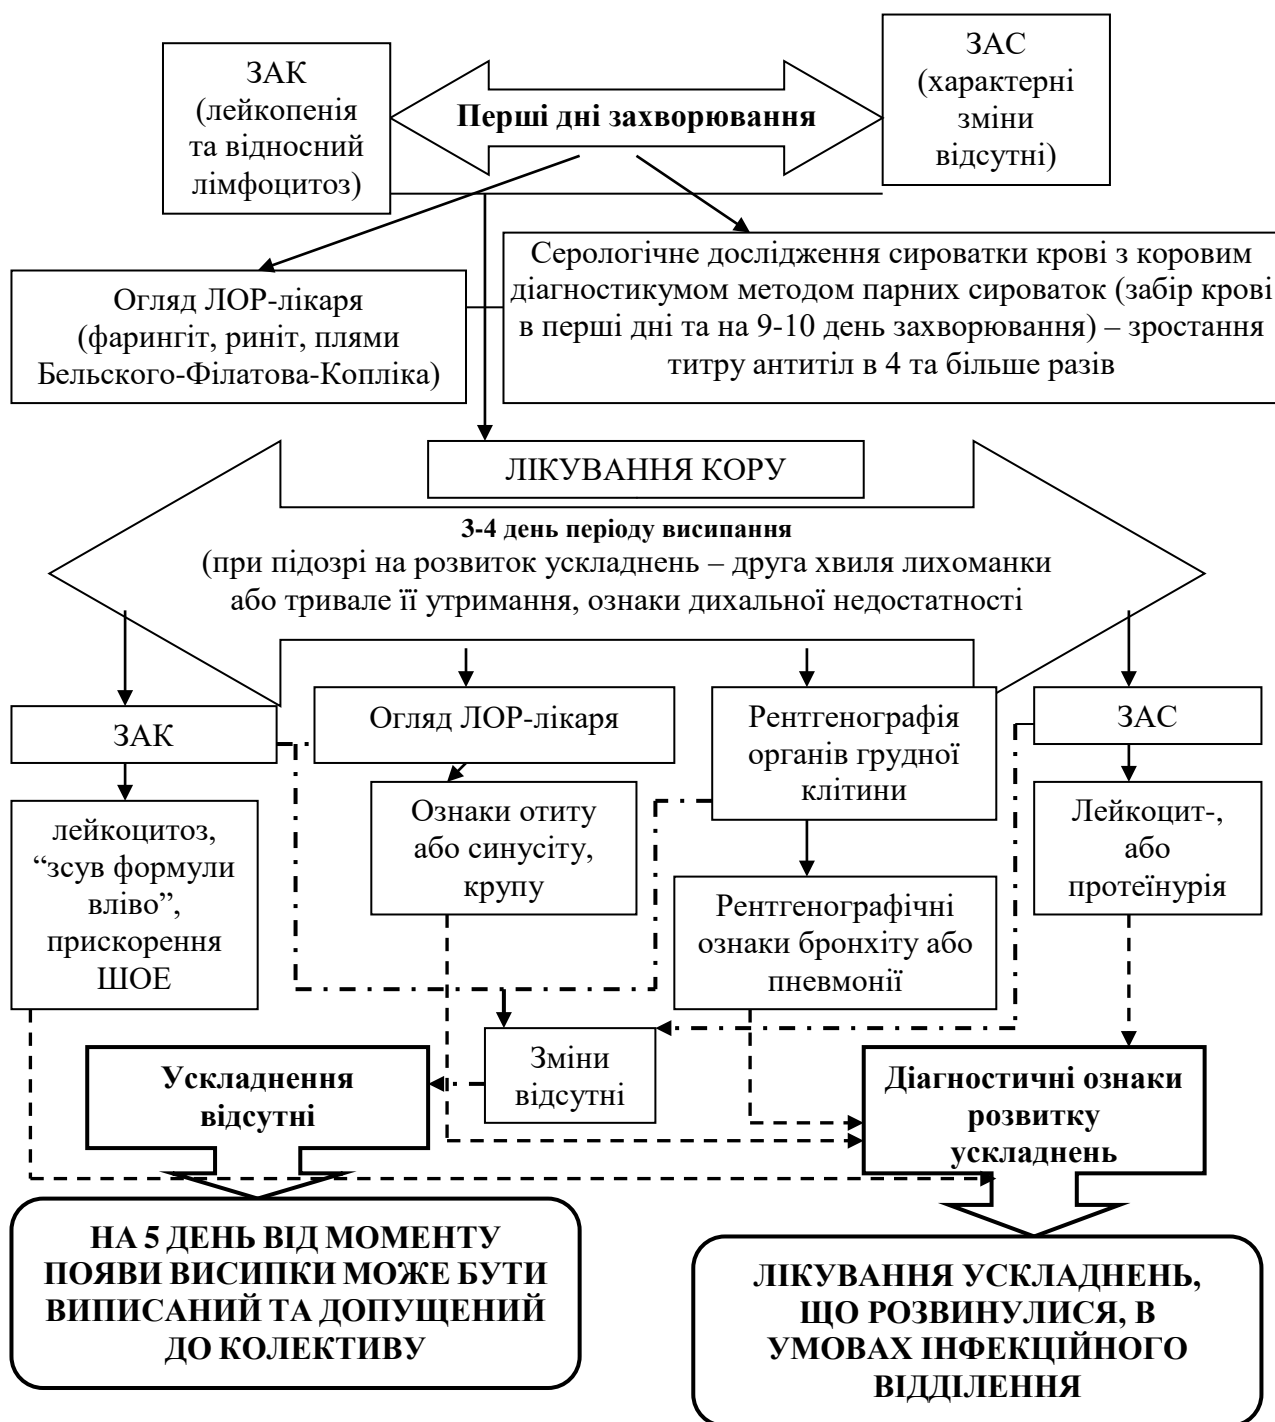 ЗАК
(лейкопенія
та відносний
лімфоцитоз)
Перші дні захворювання
ЗАС
(характерні
зміни
відсутні)
Огляд ЛОР-лікаря
(фарингіт, риніт, плями
Бельского-Філатова-Копліка)
Серологічне дослідження сироватки крові з коровим
діагностикумом методом парних сироваток (забір крові
в перші дні та на 9-10 день захворювання) – зростання
титру антитіл в 4 та більше разів
ЛІКУВАННЯ КОРУ
3-4 день періоду висипання
(при підозрі на розвиток ускладнень – друга хвиля лихоманки
або тривале її утримання, ознаки дихальної недостатності
ЗАК
Огляд ЛОР-лікаря
Рентгенографія
органів грудної
клітини
ЗАС
лейкоцитоз,
“зсув формули
вліво”,
прискорення
ШОЕ
Ознаки отиту
або синусіту,
крупу
Рентгенографічні
ознаки бронхіту або
пневмонії
Лейкоцит-,
або
протеїнурія
Зміни
відсутні
Ускладнення
відсутні
Діагностичні ознаки
розвитку
ускладнень
НА 5 ДЕНЬ ВІД МОМЕНТУ
ПОЯВИ ВИСИПКИ МОЖЕ БУТИ
ВИПИСАНИЙ ТА ДОПУЩЕНИЙ
ДО КОЛЕКТИВУ
ЛІКУВАННЯ УСКЛАДНЕНЬ,
ЩО РОЗВИНУЛИСЯ, В
УМОВАХ ІНФЕКЦІЙНОГО
ВІДДІЛЕННЯ